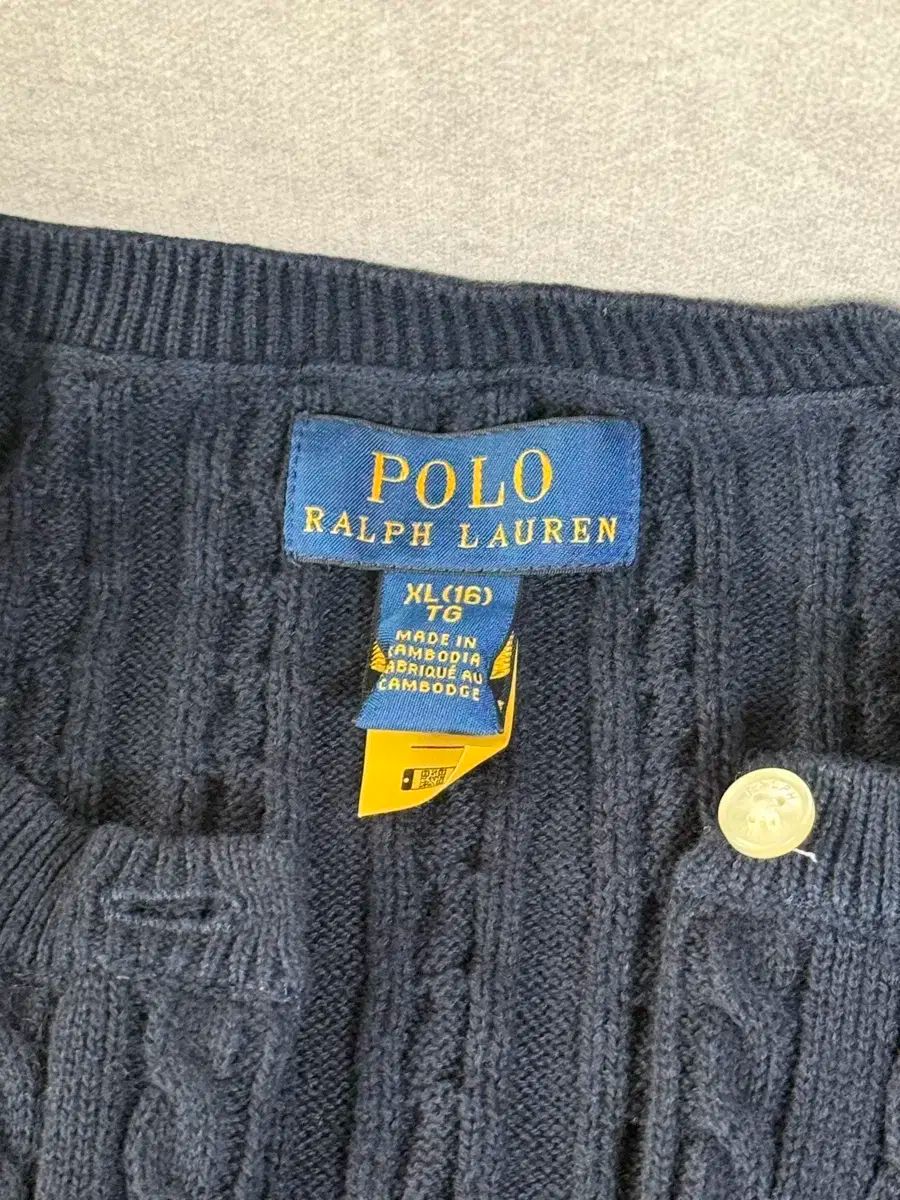 POLO
RALPH LAUREN
XL(16)
TG
MADE IN
CAMBODIA
FABRIQUÉ AU
CAMBODGE